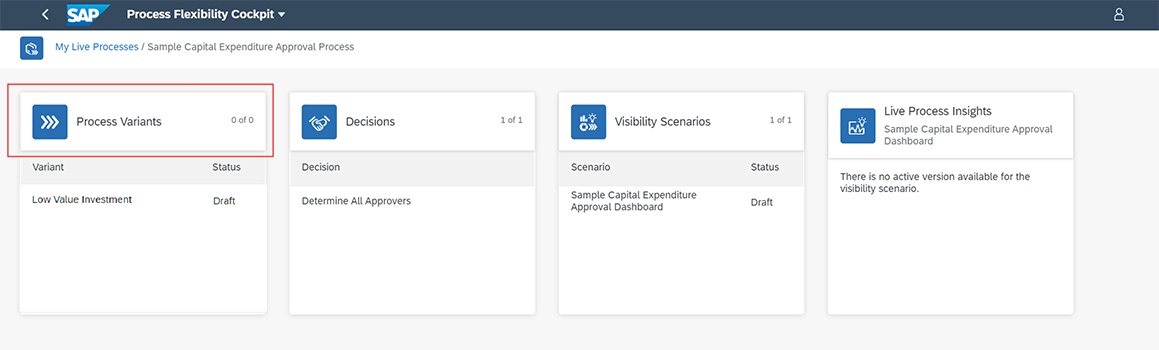 SAP Process Flexibility Cockpit
My Live Processes / Sample Capital Expenditure Approval Process
Process Variants 0 of 0
Variant Status
Low Value Investment Draft
Decisions 1 of 1
Decision
Determine All Approvers
Visibility Scenarios 1 of 1
Scenario Status
Sample Capital Expenditure
Approval Dashboard Draft
Live Process Insights
Sample Capital Expenditure Approval
Dashboard
There is no active version available for the
visibility scenario.